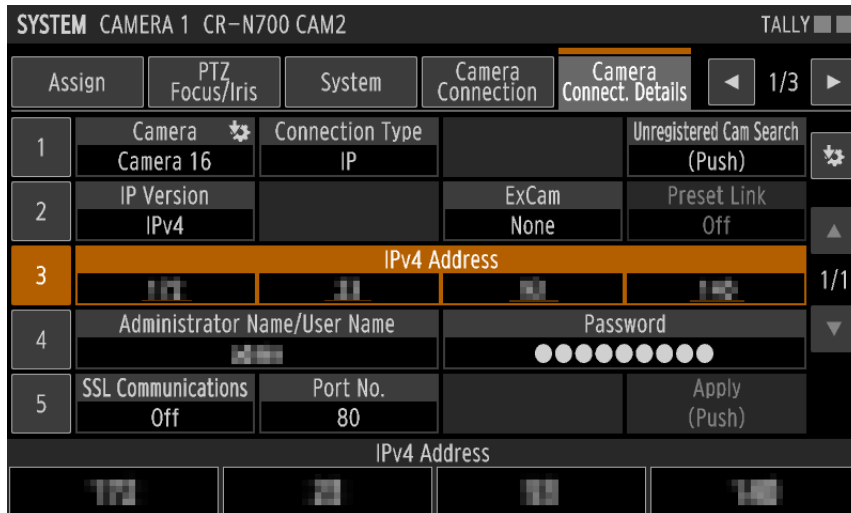 SYSTEM CAMERA 1 CR-N700 CAM2 TALLY
Assign
PTZ
Focus/Iris
System
Camera
Connection
Camera
Connect. Details
◀ 1/3 ▶
1
Camera
Camera 16
Connection Type
IP
Unregistered Cam Search
(Push)
2
IP Version
IPv4
ExCam
None
Preset Link
Off
▲
3
IPv4 Address
1/1
4
Administrator Name/User Name
Password
●●●●●●●●●
▼
5
SSL Communications
Off
Port No.
80
Apply
(Push)
IPv4 Address